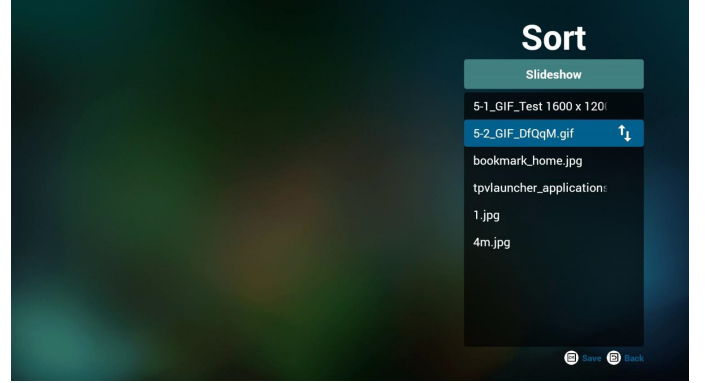 Sort
Slideshow
5-1_GIF_Test 1600 x 120
5-2_GIF_DfQqM.gif
bookmark_home.jpg
tpvlauncher_applications
1.jpg
4m.jpg
Save Back